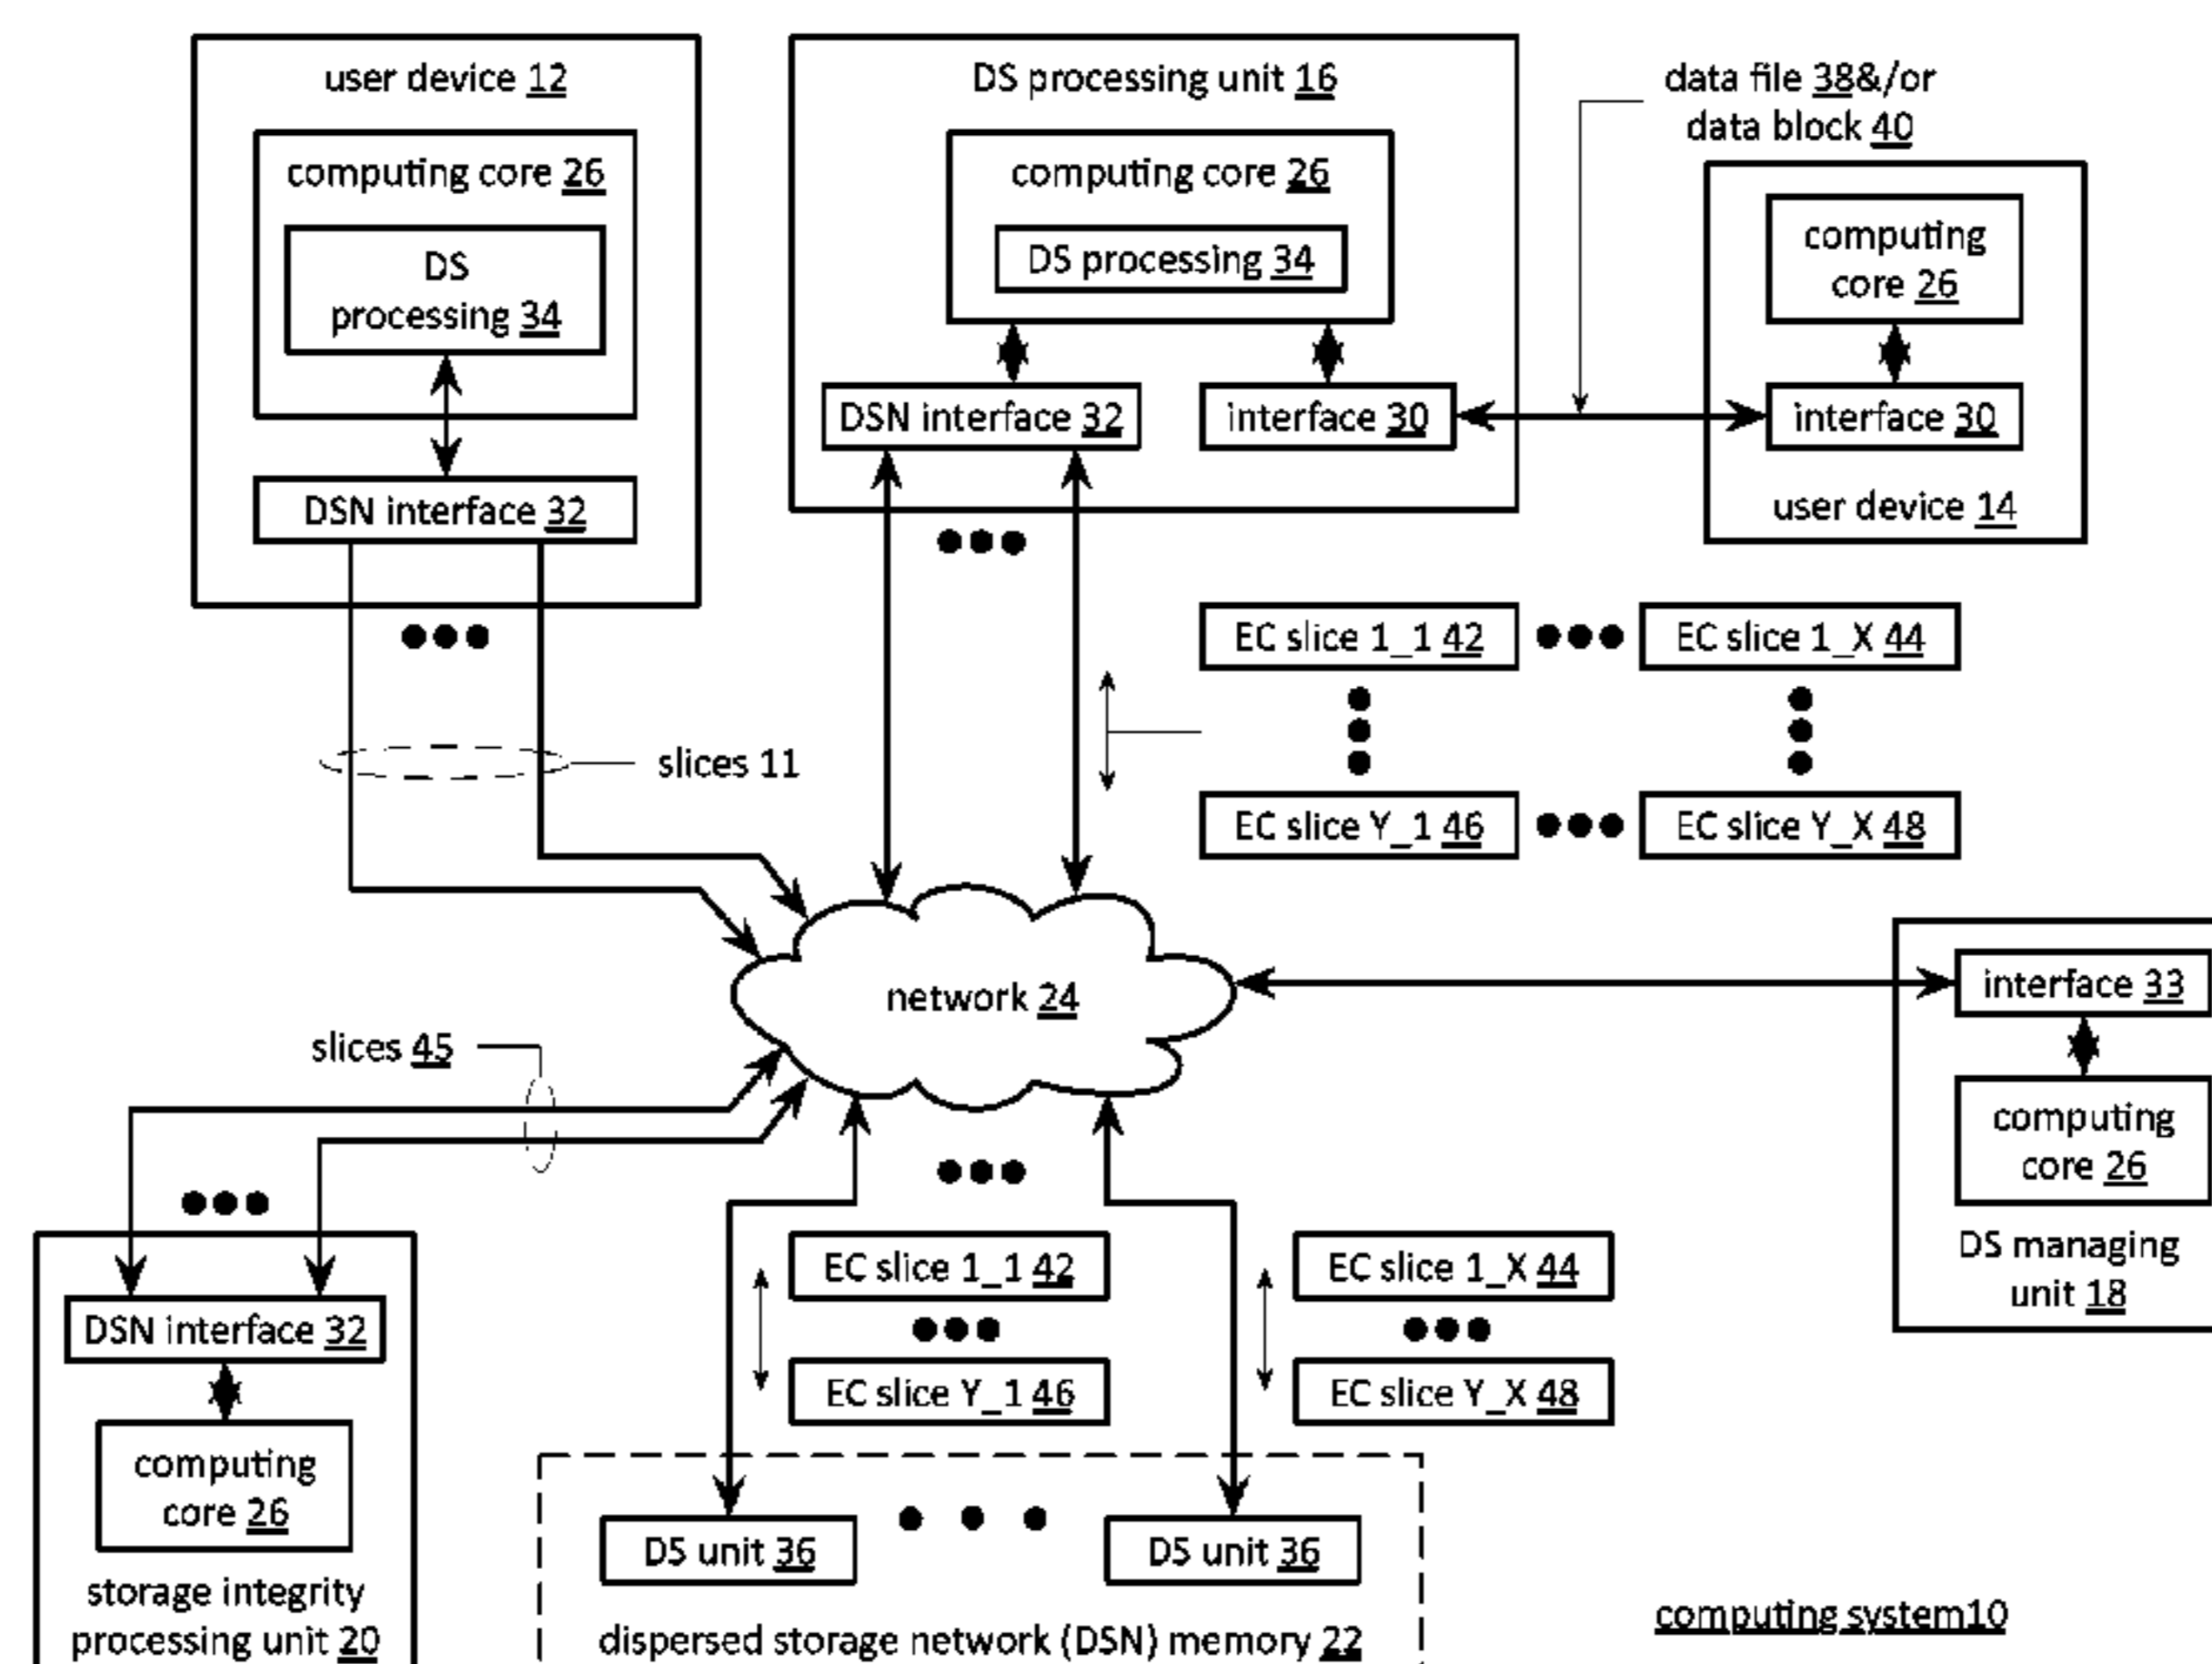 user device 12
computing core 26
DS
processing 34
DSN interface 32
slices 11
DS processing unit 16
computing core 26
DS processing 34
DSN interface 32
interface 30
data file 38&/or
data block 40
computing
core 26
interface 30
user device 14
EC slice 1_1 42
EC slice 1_X 44
EC slice Y_1 46
EC slice Y_X 48
network 24
interface 33
computing
core 26
DS managing
unit 18
slices 45
DSN interface 32
computing
core 26
storage integrity
processing unit 20
EC slice 1_1 42
EC slice 1_X 44
EC slice Y_1 46
EC slice Y_X 48
DS unit 36
DS unit 36
dispersed storage network (DSN) memory 22
computing system10